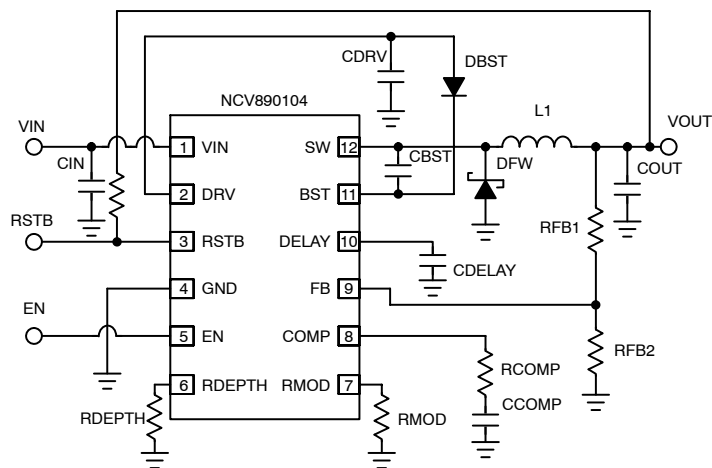 CDRV
DBST
NCV890104
L1
VIN
VOUT
1 VIN
SW 12
CIN
CBST
DFW
COUT
2 DRV
BST 11
RSTB
3 RSTB
DELAY 10
RFB1
CDELAY
4 GND
FB 9
EN
5 EN
COMP 8
RFB2
RCOMP
6 RDEPTH
RMOD 7
CCOMP
RDEPTH
RMOD